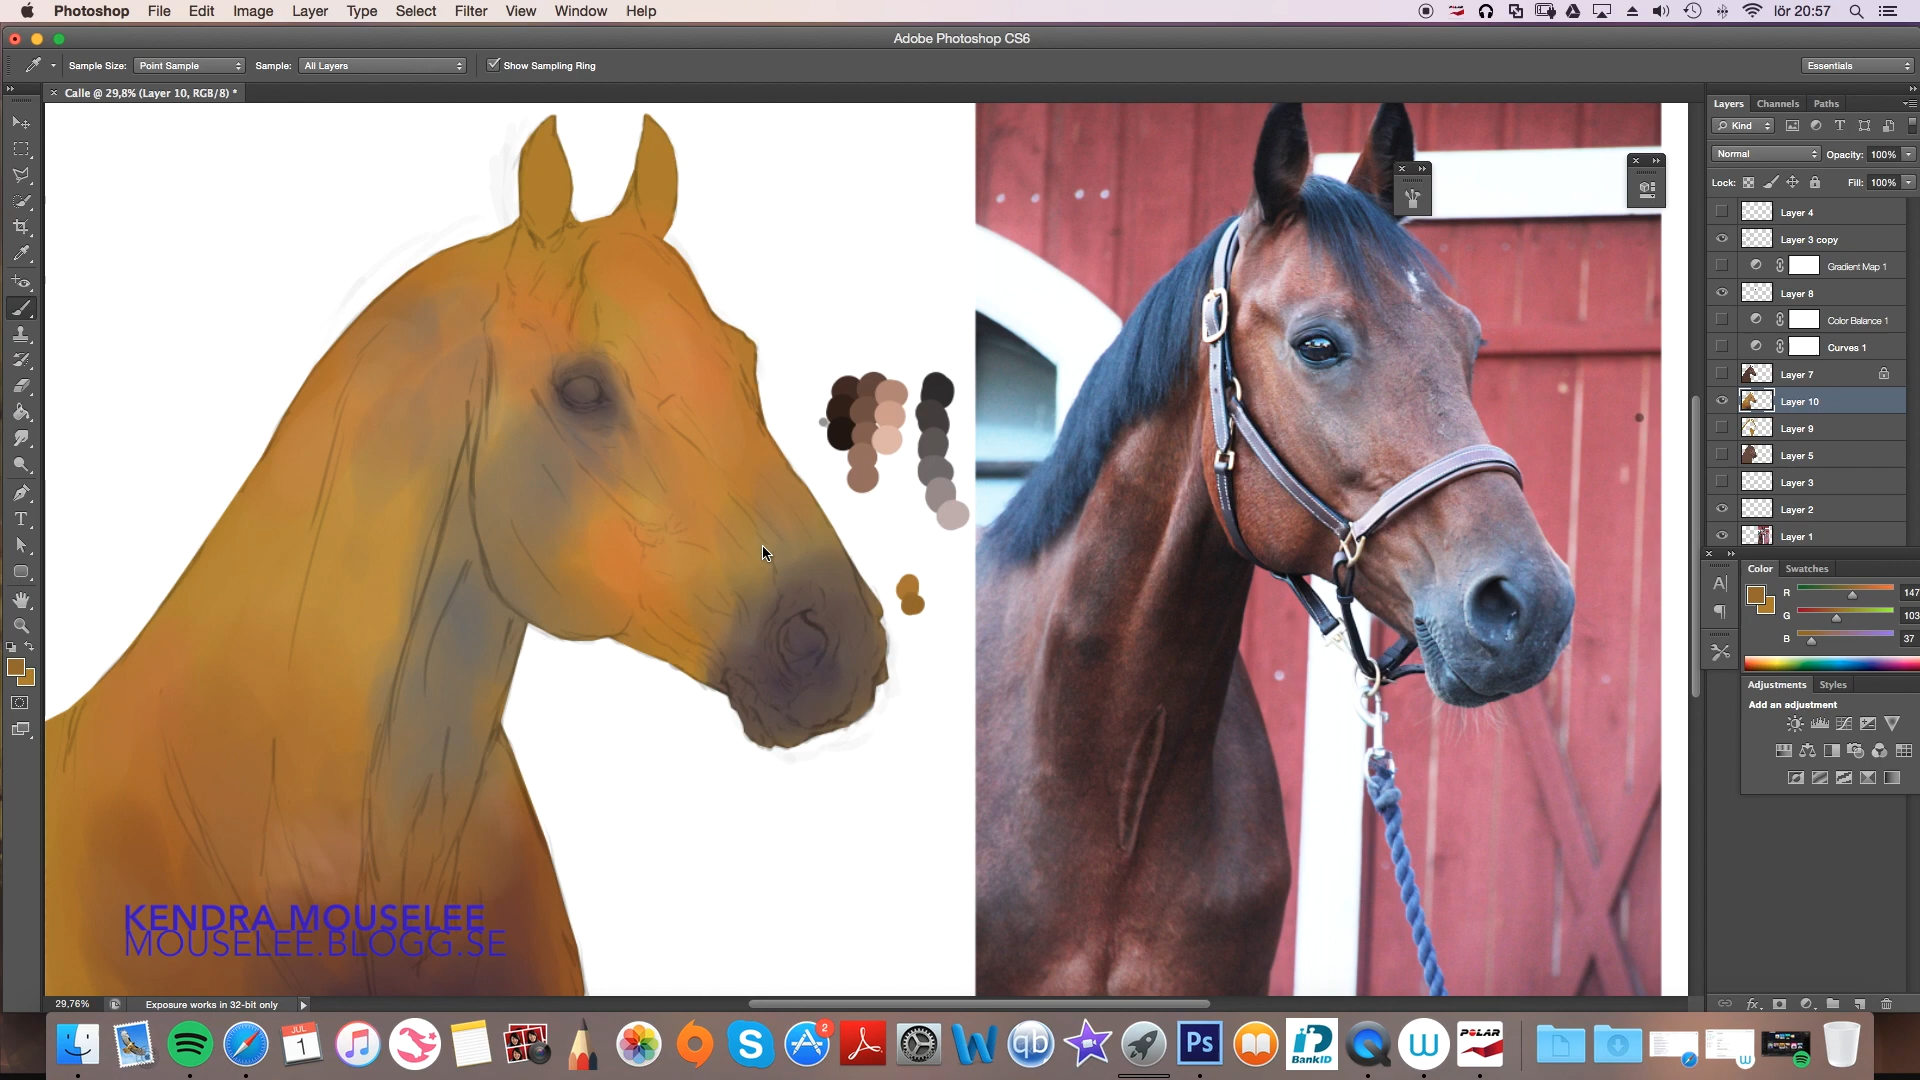 Photoshop File Edit Image Layer Type Select Filter View Window Help lör 20:57
Adobe Photoshop CS6
Sample Size: Point Sample Sample: All Layers Show Sampling Ring Essentials
Calle @ 29,8% (Layer 10, RGB/8) *
Layers Channels Paths
Kind
Normal Opacity: 100%
Lock: Fill: 100%
Layer 4
Layer 3 copy
Gradient Map 1
Layer 8
Color Balance 1
Curves 1
Layer 7
Layer 10
Layer 9
Layer 5
Layer 3
Layer 2
Layer 1
Color Swatches
R 147
G 103
B 37
Adjustments Styles
Add an adjustment
KENDRA MOUSELEE
MOUSELEE.BLOGG.SE
29,76% Exposure works in 32-bit only
JUL
1
2
W
qb
Ps
BankID
POLAR